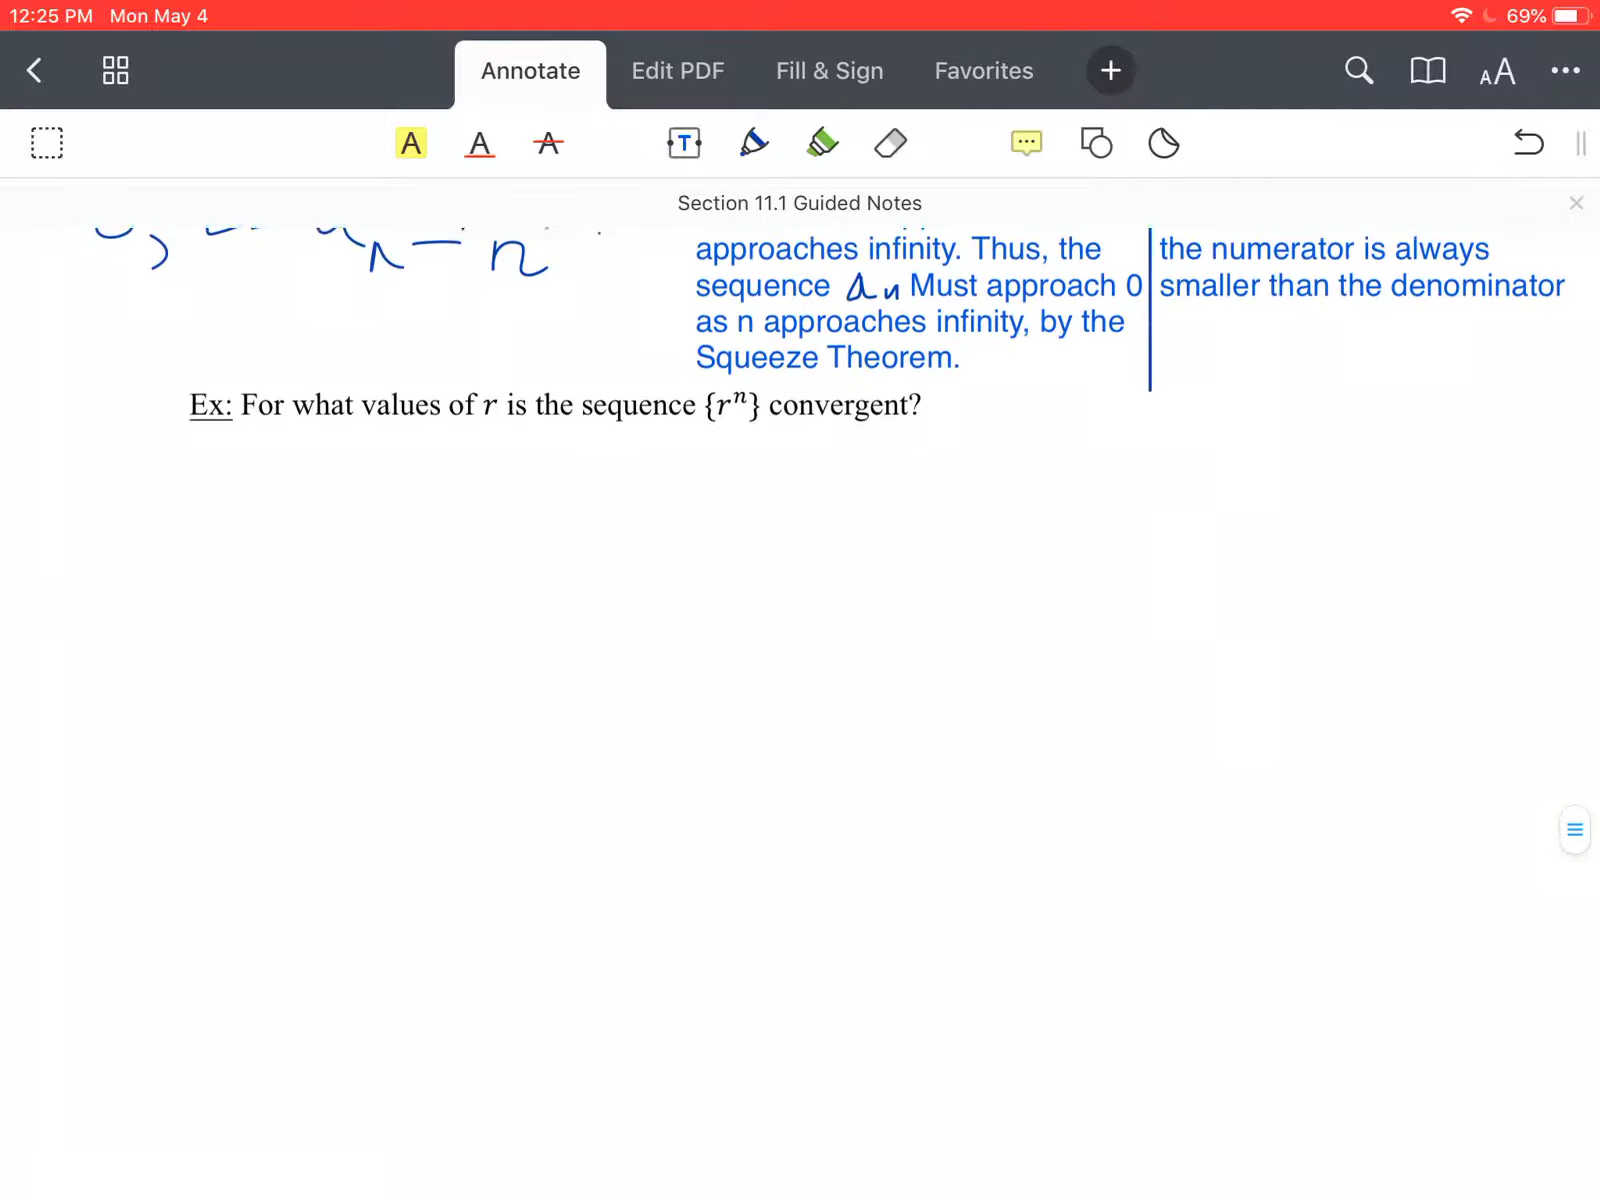 12:25 PM Mon May 4 69%
Annotate Edit PDF Fill & Sign Favorites
Section 11.1 Guided Notes
approaches infinity. Thus, the
sequence aₙ Must approach 0
as n approaches infinity, by the
Squeeze Theorem.
the numerator is always
smaller than the denominator
Ex: For what values of r is the sequence {rⁿ} convergent?